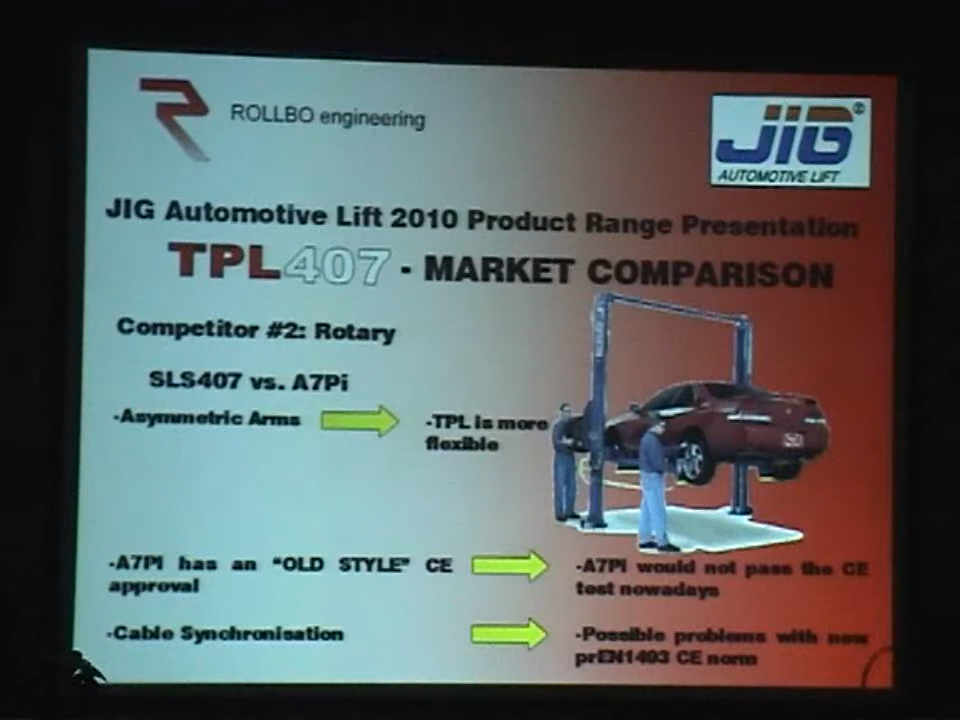 ROLLBO engineering
JIG®
AUTOMOTIVE LIFT
JIG Automotive Lift 2010 Product Range Presentation
TPL407 - MARKET COMPARISON
Competitor #2: Rotary
SLS407 vs. A7Pi
-Asymmetric Arms
-TPL is more
flexible
-A7Pi has an "OLD STYLE" CE
approval
-A7Pi would not pass the CE
test nowadays
-Cable Synchronisation
-Possible problems with new
prEN1493 CE norm